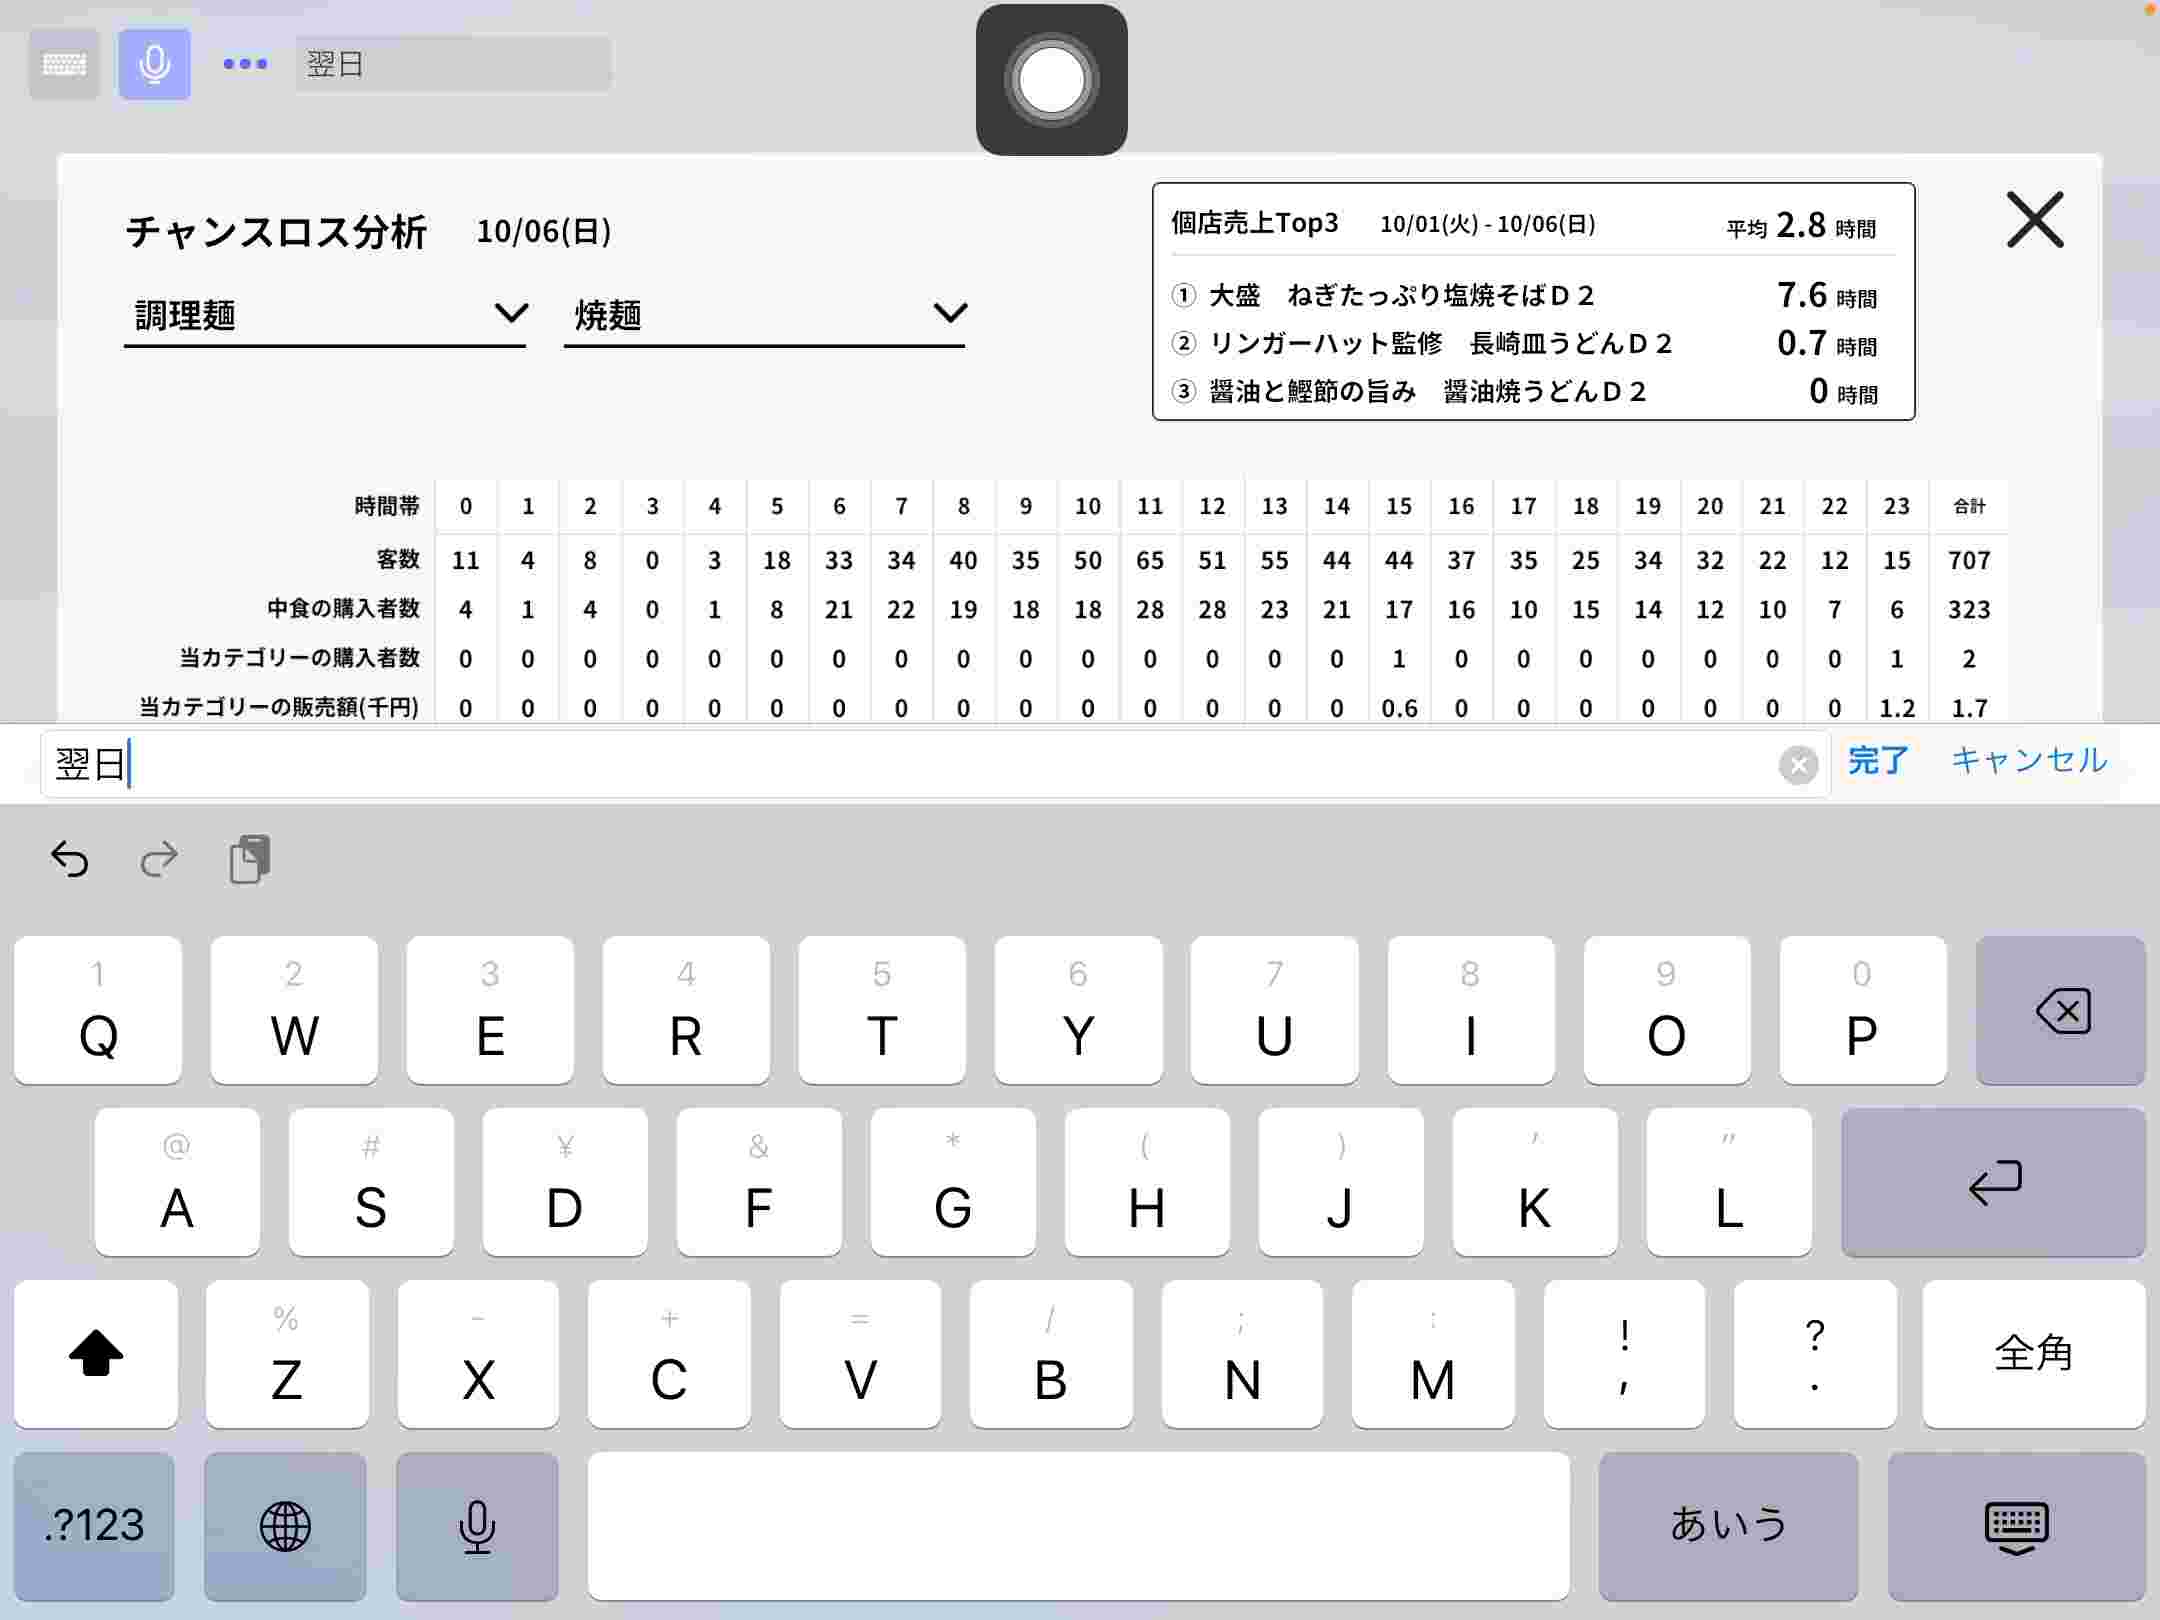 翌日
チャンスロス分析 10/06(日)
調理麺 焼麺
個店売上Top3 10/01(火) - 10/06(日) 平均 2.8 時間
① 大盛　ねぎたっぷり塩焼そばＤ２ 7.6 時間
② リンガーハット監修　長崎皿うどんＤ２ 0.7 時間
③ 醤油と鰹節の旨み　醤油焼うどんＤ２ 0 時間
時間帯 0 1 2 3 4 5 6 7 8 9 10 11 12 13 14 15 16 17 18 19 20 21 22 23 合計
客数 11 4 8 0 3 18 33 34 40 35 50 65 51 55 44 44 37 35 25 34 32 22 12 15 707
中食の購入者数 4 1 4 0 1 8 21 22 19 18 18 28 28 23 21 17 16 10 15 14 12 10 7 6 323
当カテゴリーの購入者数 0 0 0 0 0 0 0 0 0 0 0 0 0 0 0 1 0 0 0 0 0 0 0 1 2
当カテゴリーの販売額(千円) 0 0 0 0 0 0 0 0 0 0 0 0 0 0 0 0.6 0 0 0 0 0 0 0 1.2 1.7
翌日 完了 キャンセル
1 2 3 4 5 6 7 8 9 0
Q W E R T Y U I O P
@ # ¥ & * ( ) ' "
A S D F G H J K L
% - + = / ; : ! ?
Z X C V B N M , . 全角
.?123 あいう